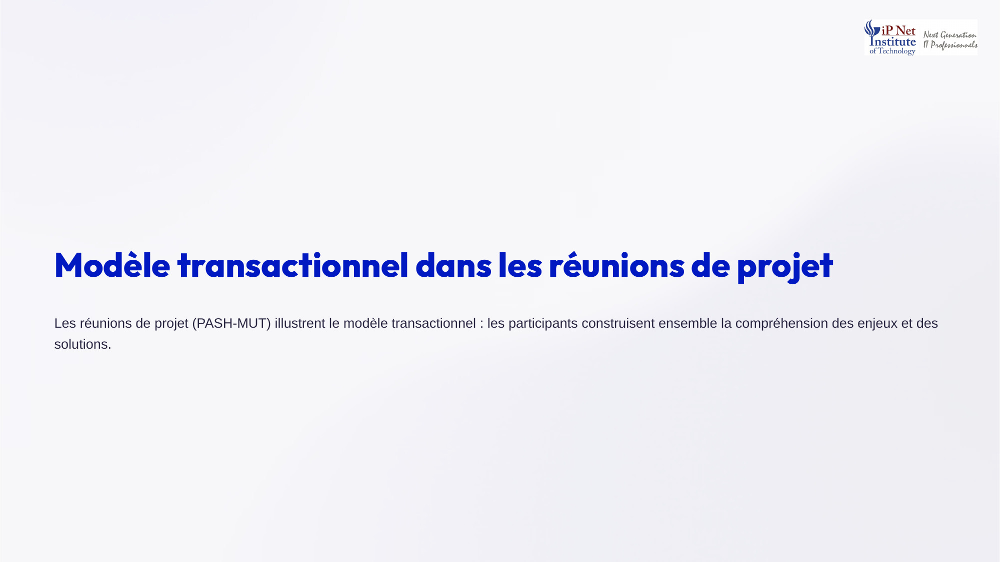 iP Net
Institute
of Technology
Next Generation
IT Professionnels
Modèle transactionnel dans les réunions de projet
Les réunions de projet (PASH-MUT) illustrent le modèle transactionnel : les participants construisent ensemble la compréhension des enjeux et des
solutions.